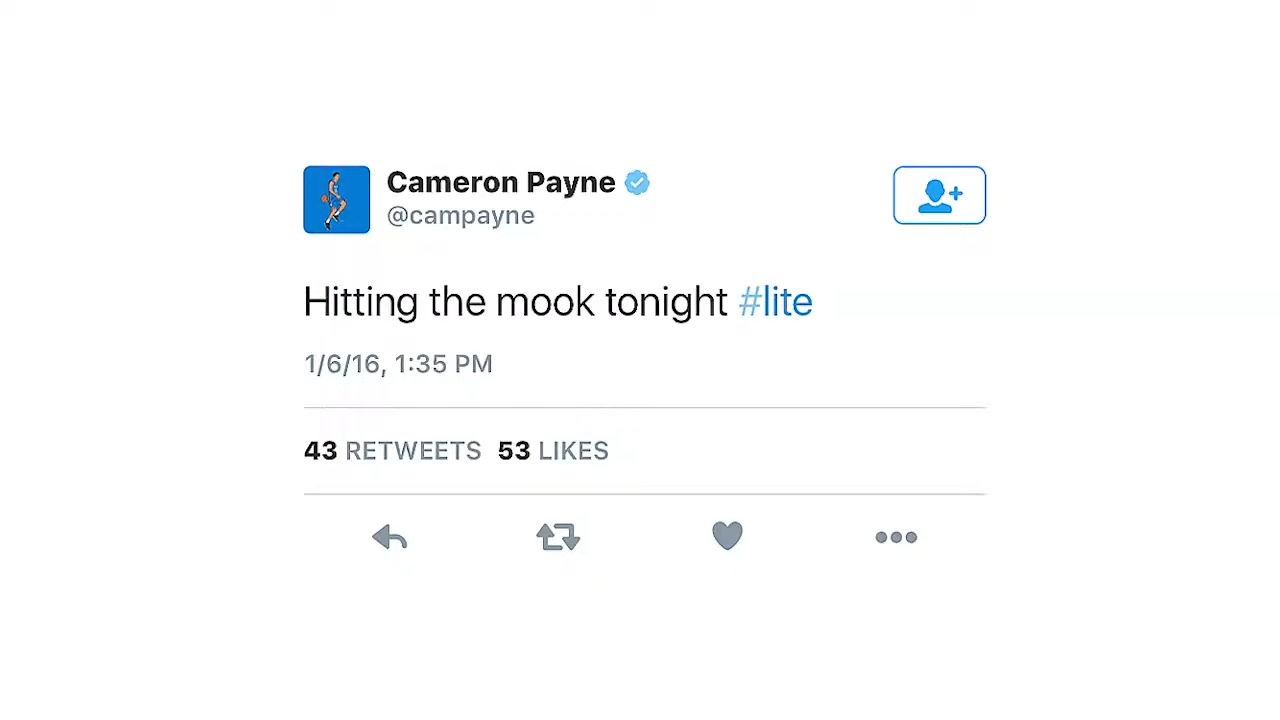 Cameron Payne
@campayne
Hitting the mook tonight #lite
1/6/16, 1:35 PM
43 RETWEETS 53 LIKES